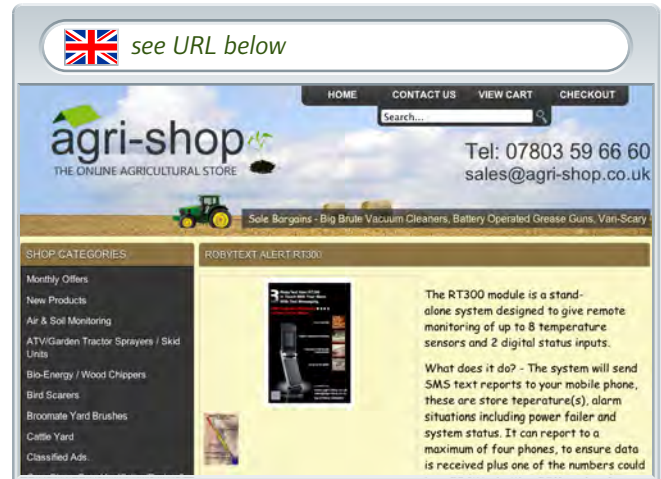 see URL below
HOME CONTACT US VIEW CART CHECKOUT
Search...
agri-shop
THE ONLINE AGRICULTURAL STORE
Tel: 07803 59 66 60
sales@agri-shop.co.uk
Sale Bargains - Big Brute Vacuum Cleaners, Battery Operated Grease Guns, Vari-Scary
SHOP CATEGORIES
Monthly Offers
New Products
Air & Soil Monitoring
ATV/Garden Tractor Sprayers / Skid
Units
Bio-Energy / Wood Chippers
Bird Scarers
Broomate Yard Brushes
Cattle Yard
Classified Ads
ROBYTEXT ALERT RT300
The RT300 module is a stand-
alone system designed to give remote
monitoring of up to 8 temperature
sensors and 2 digital status inputs.
What does it do? - The system will send
SMS text reports to your mobile phone,
these are store teperature(s), alarm
situations including power failer and
system status. It can report to a
maximum of four phones, to ensure data
is received plus one of the numbers could